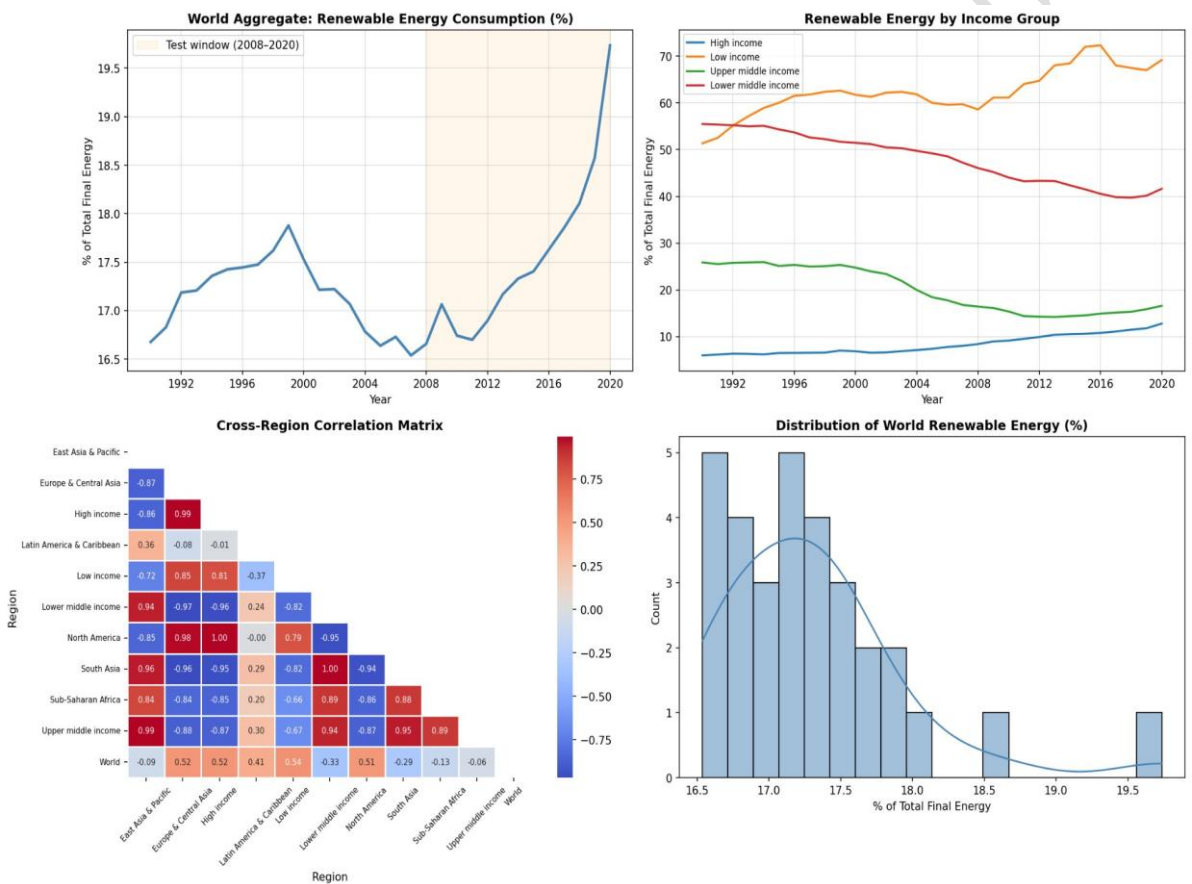 World Aggregate: Renewable Energy Consumption (%)
Test window (2008–2020)
% of Total Final Energy
19.5
19.0
18.5
18.0
17.5
17.0
16.5
1992 1996 2000 2004 2008 2012 2016 2020
Year
Renewable Energy by Income Group
High income
Low income
Upper middle income
Lower middle income
% of Total Final Energy
70
60
50
40
30
20
10
1992 1996 2000 2004 2008 2012 2016 2020
Year
Cross-Region Correlation Matrix
Region
East Asia & Pacific
Europe & Central Asia -0.87
High income -0.86 0.99
Latin America & Caribbean 0.36 -0.08 -0.01
Low income -0.72 0.85 0.81 -0.37
Lower middle income 0.94 -0.97 -0.96 0.24 -0.82
North America -0.85 0.98 1.00 -0.00 0.79 -0.95
South Asia 0.96 -0.96 -0.95 0.29 -0.82 1.00 -0.94
Sub-Saharan Africa 0.84 -0.84 -0.85 0.20 -0.66 0.89 -0.86 0.88
Upper middle income 0.99 -0.88 -0.87 0.30 -0.67 0.94 -0.87 0.95 0.89
World -0.09 0.52 0.52 0.41 0.54 -0.33 0.51 -0.29 -0.13 -0.06
East Asia & Pacific
Europe & Central Asia
High income
Latin America & Caribbean
Low income
Lower middle income
North America
South Asia
Sub-Saharan Africa
Upper middle income
World
Region
0.75
0.50
0.25
0.00
−0.25
−0.50
−0.75
Distribution of World Renewable Energy (%)
Count
5
4
3
2
1
0
16.5 17.0 17.5 18.0 18.5 19.0 19.5
% of Total Final Energy